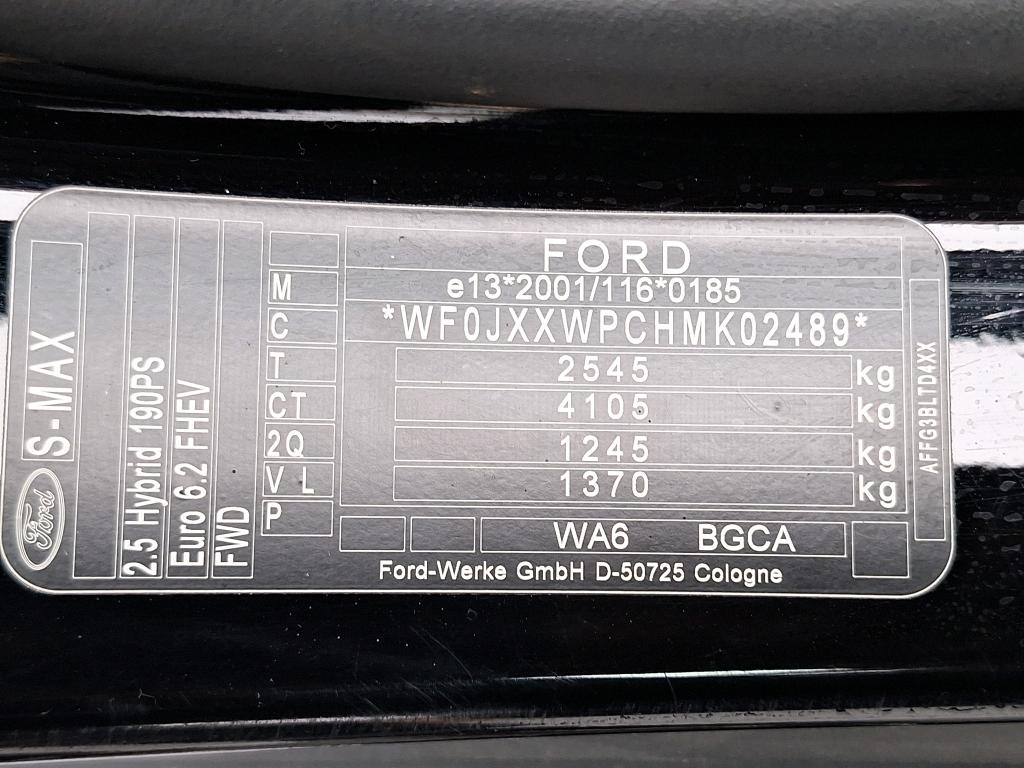 FORD
e13*2001/116*0185
*WF0JXXWPCHMK02489*
2545 kg
4105 kg
1245 kg
1370 kg
WA6 BGCA
Ford-Werke GmbH D-50725 Cologne
M
C
T
CT
2Q
V L
P
S-MAX
Ford
2.5 Hybrid 190PS
Euro 6.2 FHEV
FWD
AFFG3BLTD4XX